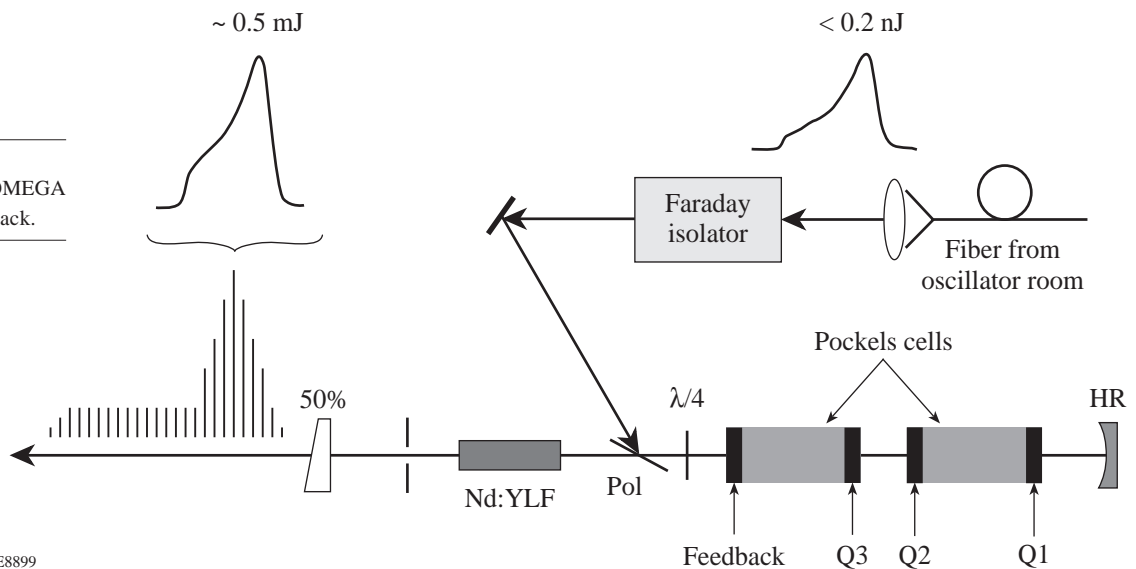 ~ 0.5 mJ
< 0.2 nJ
OMEGA
ack.
Faraday
isolator
Fiber from
oscillator room
Pockels cells
50%
λ/4
HR
Nd:YLF
Pol
Feedback
Q3
Q2
Q1
E8899